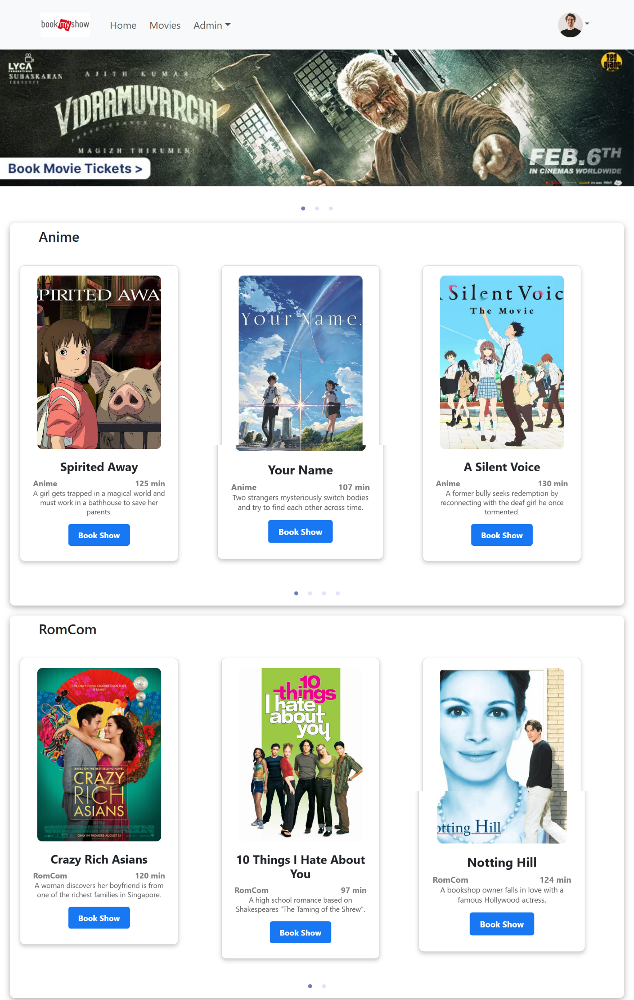 bookmyshow
Home Movies Admin
LYCA
PRODUCTIONS
SUBASKARAN
PRESENTS
AJITH KUMAR
VIDAAMUYARCHI
MAGIZH THIRUMENI
Book Movie Tickets >
Red
giant
FEB.6TH
IN CINEMAS WORLDWIDE
Anime
PIRITED AWA
Your Name.
Silent Voic
The Movie
Spirited Away
Anime 125 min
A girl gets trapped in a magical world and
must work in a bathhouse to save her
parents.
Book Show
Your Name
Anime 107 min
Two strangers mysteriously switch bodies
and try to find each other across time.
Book Show
A Silent Voice
Anime 130 min
A former bully seeks redemption by
reconnecting with the deaf girl he once
tormented.
Book Show
RomCom
THE ONLY THING CRAZIER THAN LOVE
IS FAMILY
BASED ON THE BEST-SELLING NOVEL
CRAZY
RICH
ASIANS
ONLY IN THEATERS AUGUST 15
10
things
I hate
about
you
otting Hill
Crazy Rich Asians
RomCom 120 min
A woman discovers her boyfriend is from
one of the richest families in Singapore.
Book Show
10 Things I Hate About
You
RomCom 97 min
A high school romance based on
Shakespeares "The Taming of the Shrew".
Book Show
Notting Hill
RomCom 124 min
A bookshop owner falls in love with a
famous Hollywood actress.
Book Show